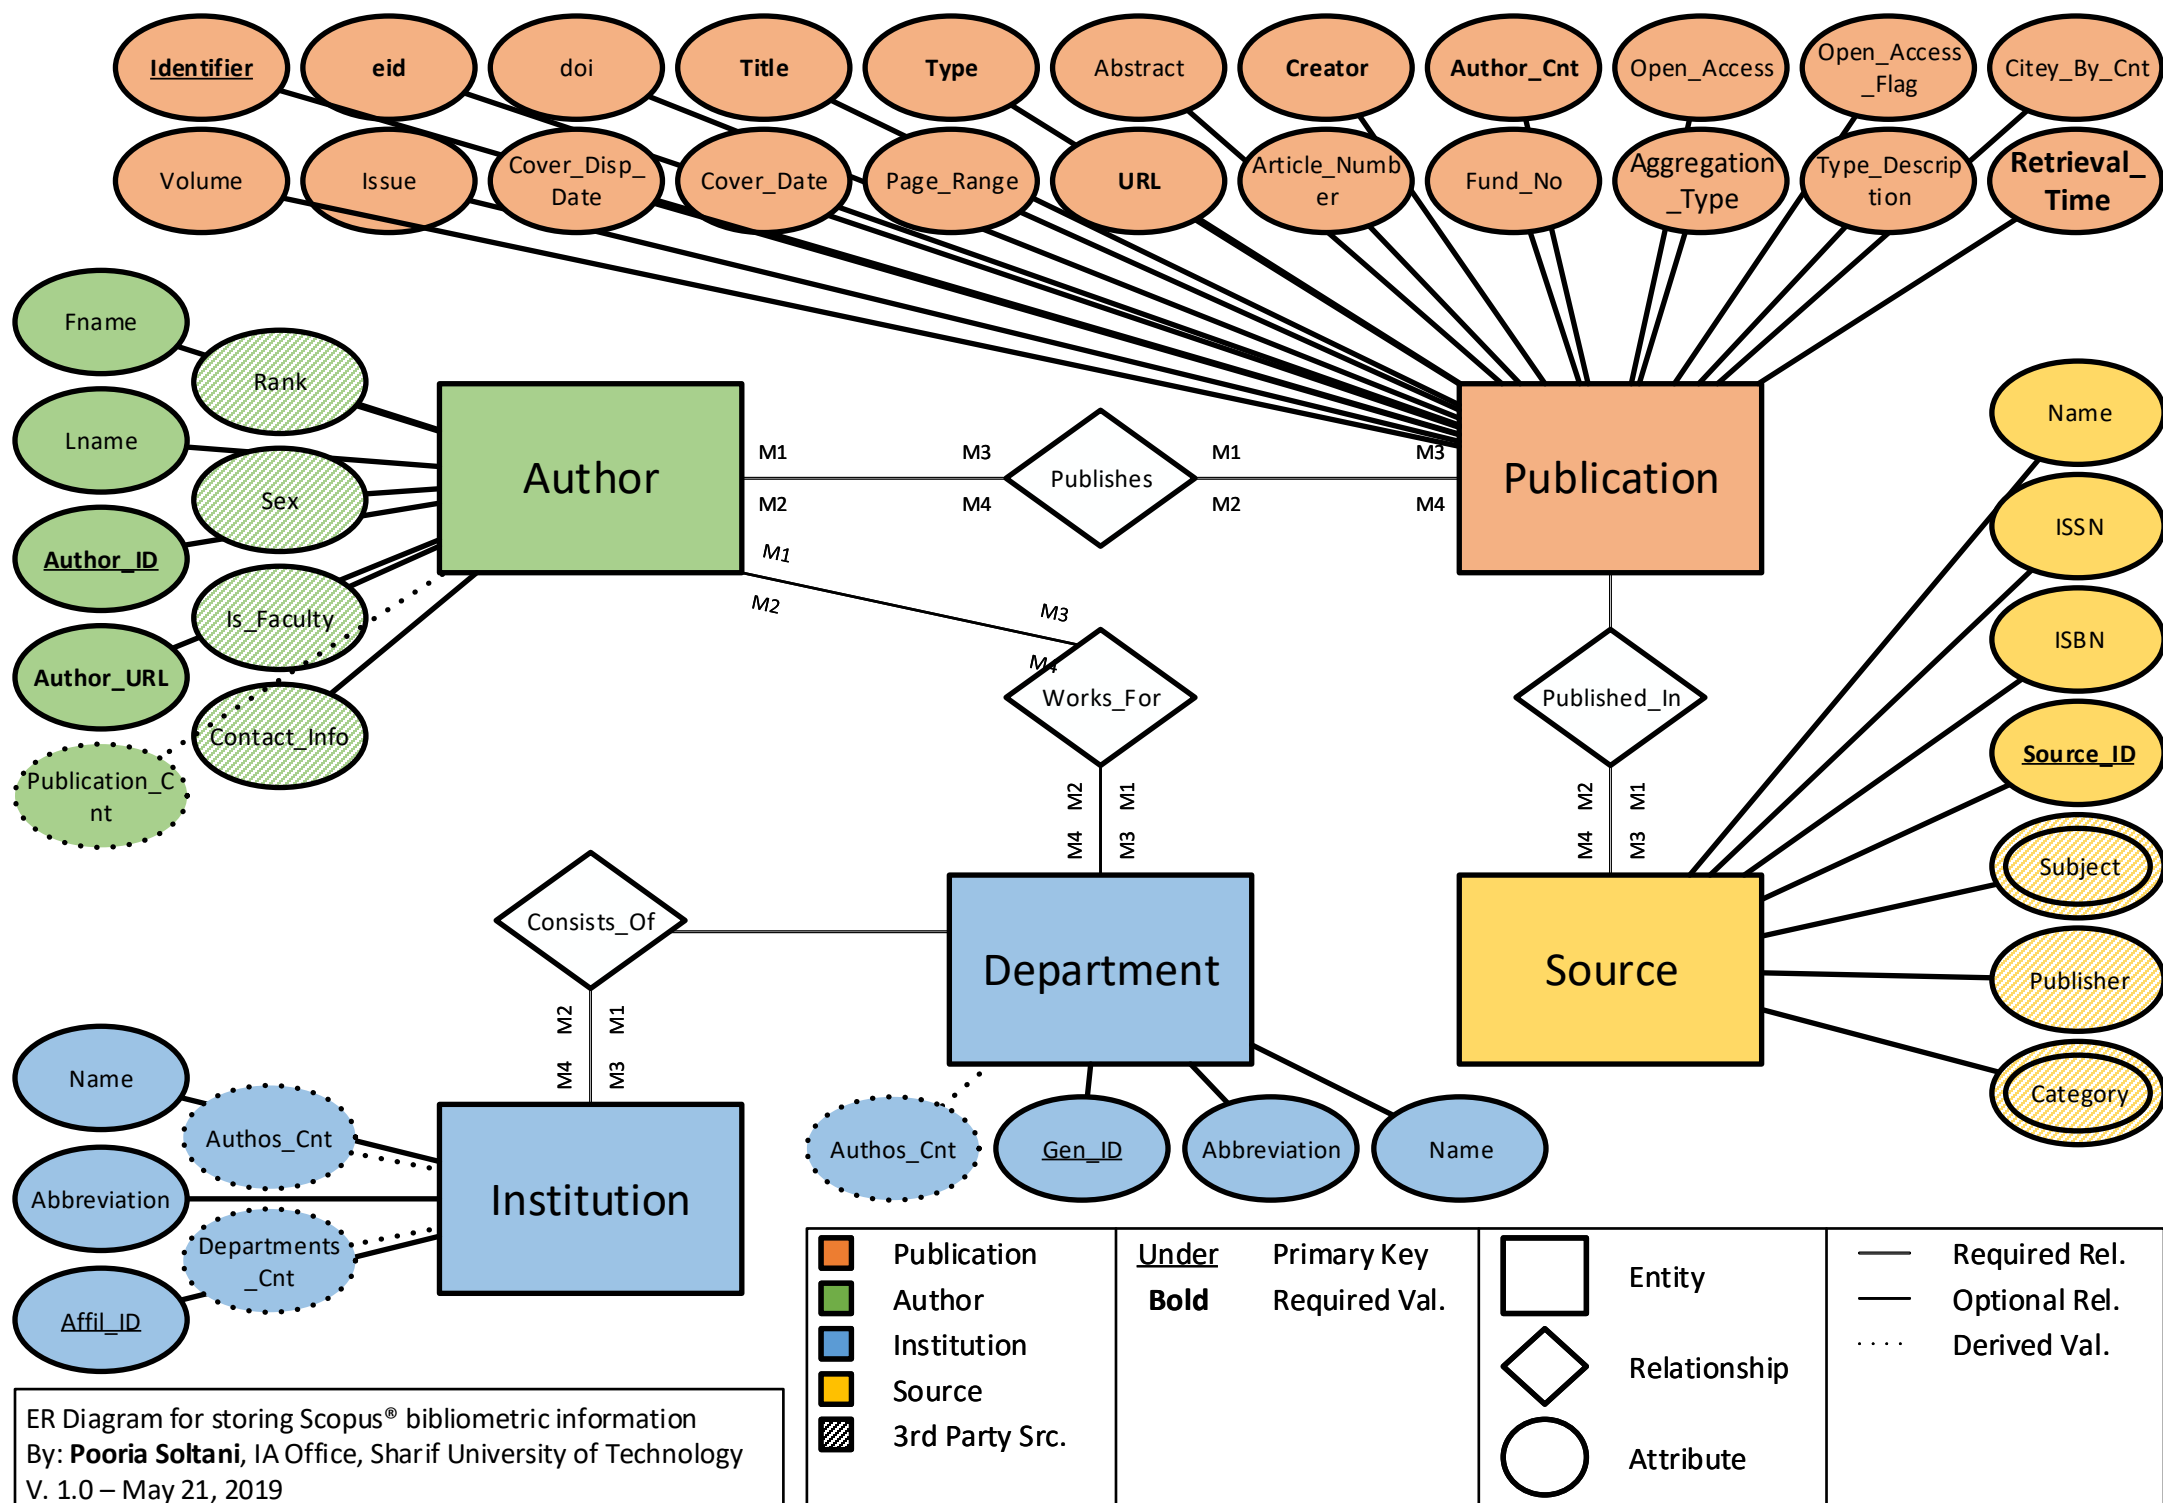 Identifier
eid
doi
Title
Type
Abstract
Creator
Author_Cnt
Open_Access
Open_Access
_Flag
Citey_By_Cnt
Volume
Issue
Cover_Disp_
Date
Cover_Date
Page_Range
URL
Article_Numb
er
Fund_No
Aggregation
_Type
Type_Descrip
tion
Retrieval_
Time
Fname
Rank
Lname
Sex
Author_ID
Is_Faculty
Author_URL
Contact_Info
Publication_C
nt
Author
M1
M2
M3
M4
Publishes
M1
M2
M3
M4
Publication
M1
M2
M3
M4
Works_For
M2
M1
M4
M3
Published_In
M2
M1
M4
M3
Name
ISSN
ISBN
Source_ID
Subject
Publisher
Category
Consists_Of
M2
M1
M4
M3
Department
Source
Name
Authos_Cnt
Abbreviation
Departments
_Cnt
Affil_ID
Institution
Authos_Cnt
Gen_ID
Abbreviation
Name
Publication
Author
Institution
Source
3rd Party Src.
Under Primary Key
Bold Required Val.
Entity
Relationship
Attribute
Required Rel.
Optional Rel.
Derived Val.
ER Diagram for storing Scopus® bibliometric information
By: Pooria Soltani, IA Office, Sharif University of Technology
V. 1.0 – May 21, 2019